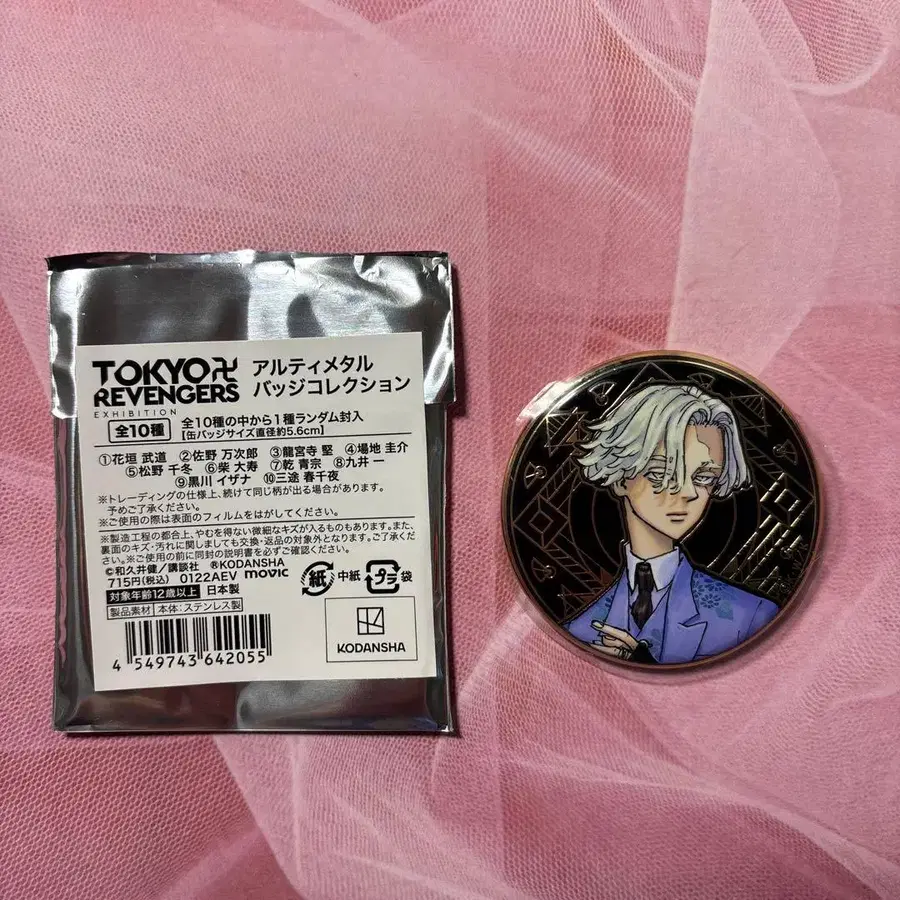 TOKYO卍
REVENGERS
EXHIBITION
アルティメタル
バッジコレクション
全10種
全10種の中から1種ランダム封入
【缶バッジサイズ直径約5.6cm】
①花垣 武道 ②佐野 万次郎 ③龍宮寺 堅 ④場地 圭介
⑤松野 千冬 ⑥柴 大寿 ⑦乾 青宗 ⑧九井 一
⑨黒川 イザナ ⑩三途 春千夜
※トレーディングの仕様上、続けて同じ柄が出る場合があります。
予めご了承ください。
※ご使用の際は表面のフィルムをはがしてください。
※製造工程の都合上、やむを得ない微細なキズが入るものもあります。また、
裏面のキズ・汚れに関しましても交換・返品の対象外となります。ご了承くだ
さい。※ご使用の前に同封の説明書を必ずご確認ください。
©和久井健／講談社 ®KODANSHA
715円(税込) 0122AEV movic
対象年齢12歳以上 日本製
製品素材 本体：ステンレス製
紙 中紙 プラ 袋
KODANSHA
4 549743 642055